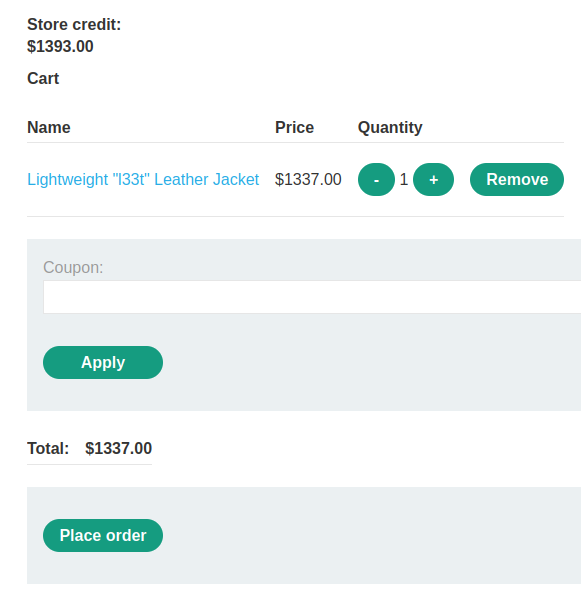 Store credit:
$1393.00
Cart
Name Price Quantity
Lightweight "l33t" Leather Jacket $1337.00 - 1 + Remove
Coupon:
Apply
Total: $1337.00
Place order